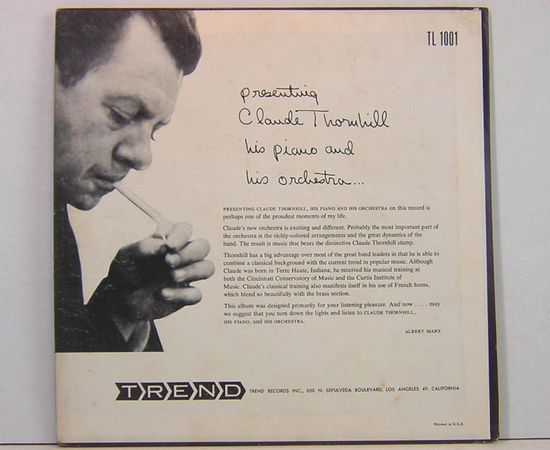 TL 1001
presenting
Claude Thornhill
his piano and
his orchestra...
PRESENTING CLAUDE THORNHILL, HIS PIANO AND HIS ORCHESTRA on this record is
perhaps one of the proudest moments of my life.
Claude's new orchestra is exciting and different. Probably the most important part of
the orchestra is the richly-colored arrangements and the great dynamics of the
band. The result is music that bears the distinctive Claude Thornhill stamp.
Thornhill has a big advantage over most of the great band leaders in that he is able to
combine a classical background with the current trend in popular music. Although
Claude was born in Terre Haute, Indiana, he received his musical training at
both the Cincinnati Conservatory of Music and the Curtis Institute of
Music. Claude's classical training also manifests itself in his use of French horns,
which blend so beautifully with the brass section.
This album was designed primarily for your listening pleasure. And now .... may
we suggest that you turn down the lights and listen to CLAUDE THORNHILL,
HIS PIANO, and HIS ORCHESTRA.
ALBERT MARX
TREND TREND RECORDS INC., 650 N. SEPULVEDA BOULEVARD, LOS ANGELES 49, CALIFORNIA
Printed in U.S.A.